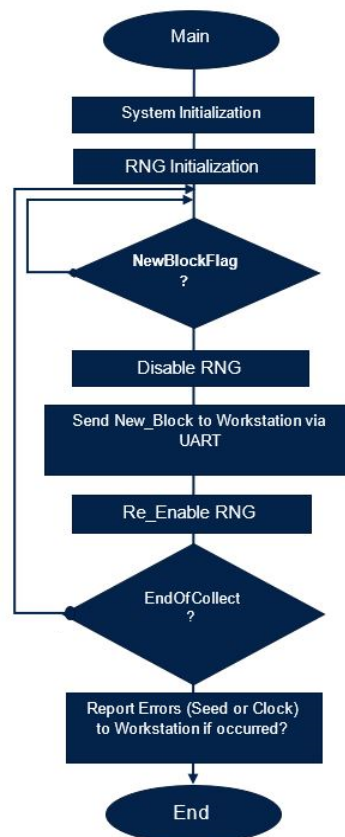 Main
System Initialization
RNG Initialization
NewBlockFlag
?
Disable RNG
Send New_Block to Workstation via
UART
Re_Enable RNG
EndOfCollect
?
Report Errors (Seed or Clock)
to Workstation if occurred?
End